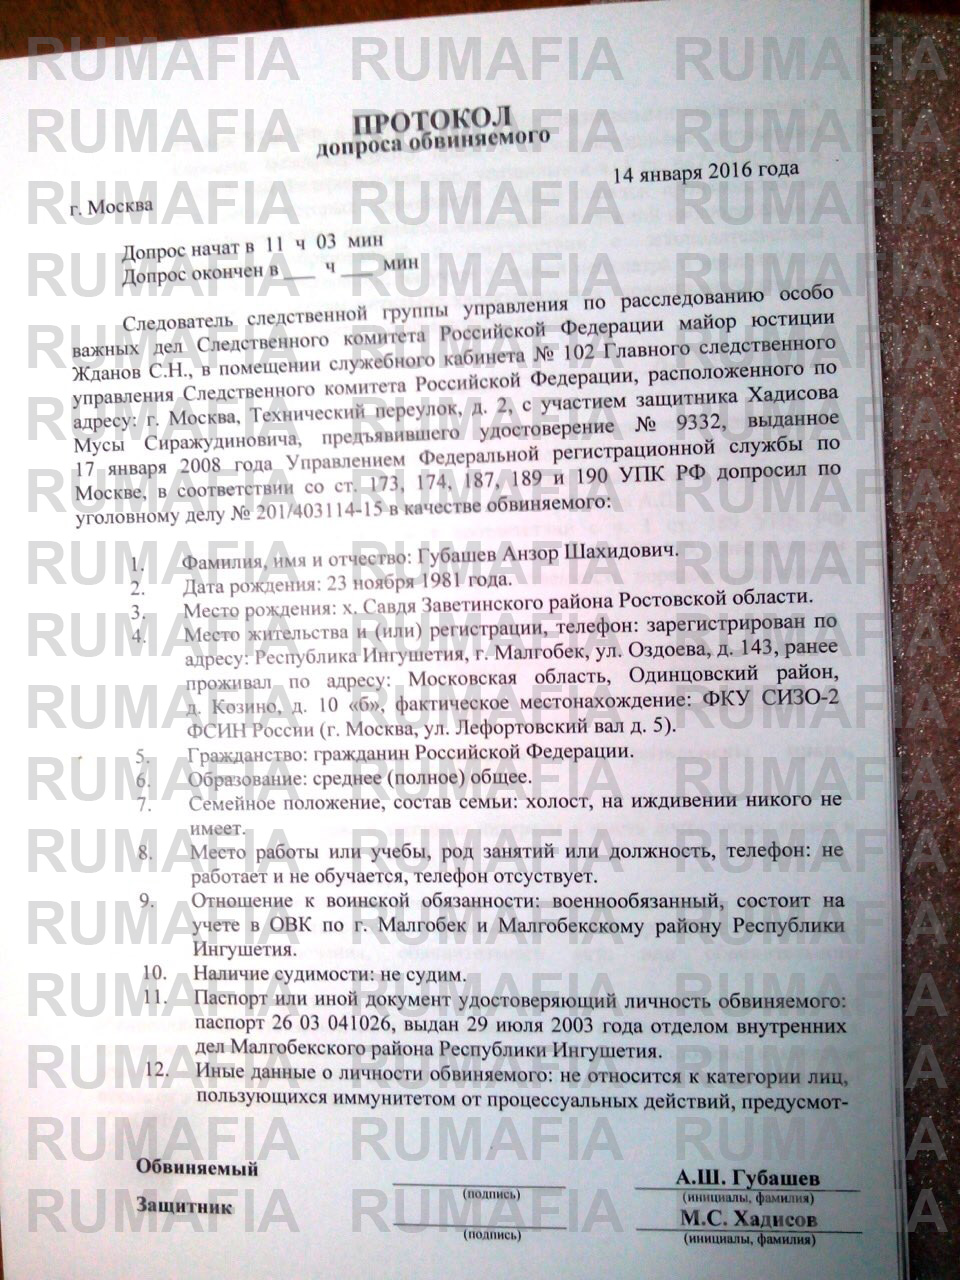 ПРОТОКОЛ
допроса обвиняемого
14 января 2016 года
г. Москва
Допрос начат в 11 ч 03 мин
Допрос окончен в ___ ч ___ мин
Следователь следственной группы управления по расследованию особо
важных дел Следственного комитета Российской Федерации майор юстиции
Жданов С.Н., в помещении служебного кабинета № 102 Главного следственного
управления Следственного комитета Российской Федерации, расположенного по
адресу: г. Москва, Технический переулок, д. 2, с участием защитника Хадисова
Мусы Сиражудиновича, предъявившего удостоверение № 9332, выданное
17 января 2008 года Управлением Федеральной регистрационной службы по
Москве, в соответствии со ст. 173, 174, 187, 189 и 190 УПК РФ допросил по
уголовному делу № 201/403114-15 в качестве обвиняемого:
1. Фамилия, имя и отчество: Губашев Анзор Шахидович.
2. Дата рождения: 23 ноября 1981 года.
3. Место рождения: х. Савдя Заветинского района Ростовской области.
4. Место жительства и (или) регистрации, телефон: зарегистрирован по
адресу: Республика Ингушетия, г. Малгобек, ул. Оздоева, д. 143, ранее
проживал по адресу: Московская область, Одинцовский район,
д. Козино, д. 10 «б», фактическое местонахождение: ФКУ СИЗО-2
ФСИН России (г. Москва, ул. Лефортовский вал д. 5).
5. Гражданство: гражданин Российской Федерации.
6. Образование: среднее (полное) общее.
7. Семейное положение, состав семьи: холост, на иждивении никого не
имеет.
8. Место работы или учебы, род занятий или должность, телефон: не
работает и не обучается, телефон отсуствует.
9. Отношение к воинской обязанности: военнообязанный, состоит на
учете в ОВК по г. Малгобек и Малгобекскому району Республики
Ингушетия.
10. Наличие судимости: не судим.
11. Паспорт или иной документ удостоверяющий личность обвиняемого:
паспорт 26 03 041026, выдан 29 июля 2003 года отделом внутренних
дел Малгобекского района Республики Ингушетия.
12. Иные данные о личности обвиняемого: не относится к категории лиц,
пользующихся иммунитетом от процессуальных действий, предусмот-
Обвиняемый А.Ш. Губашев
(подпись) (инициалы, фамилия)
Защитник М.С. Хадисов
(подпись) (инициалы, фамилия)
RUMAFIA RUMAFIA RUMAFIA